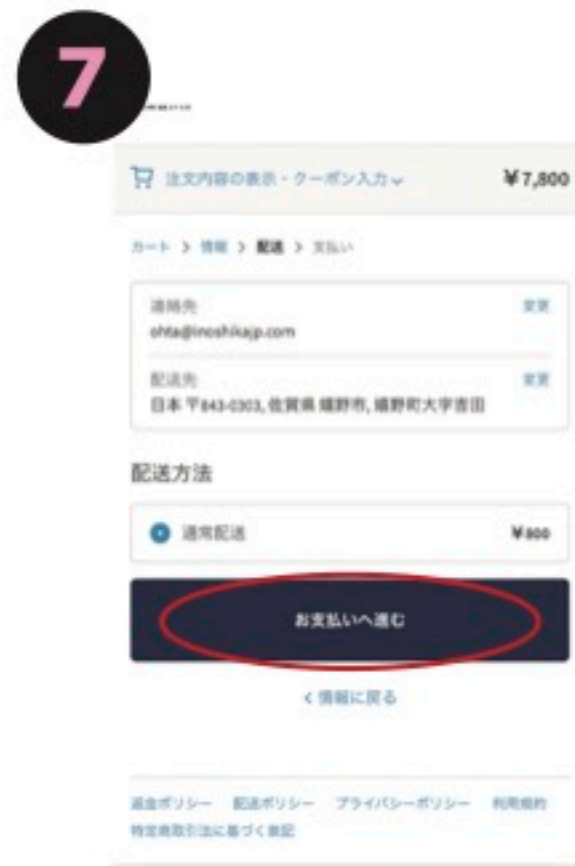 7
注文内容の表示・クーポン入力 ¥7,800
カート > 情報 > 配送 > 支払い
連絡先 変更
ohta@inoshikajp.com
配送先 変更
日本 〒843-0303, 佐賀県 嬉野市, 嬉野町大字吉田
配送方法
通常配送 ¥800
お支払いへ進む
< 情報に戻る
返金ポリシー 配送ポリシー プライバシーポリシー 利用規約
特定商取引法に基づく表記